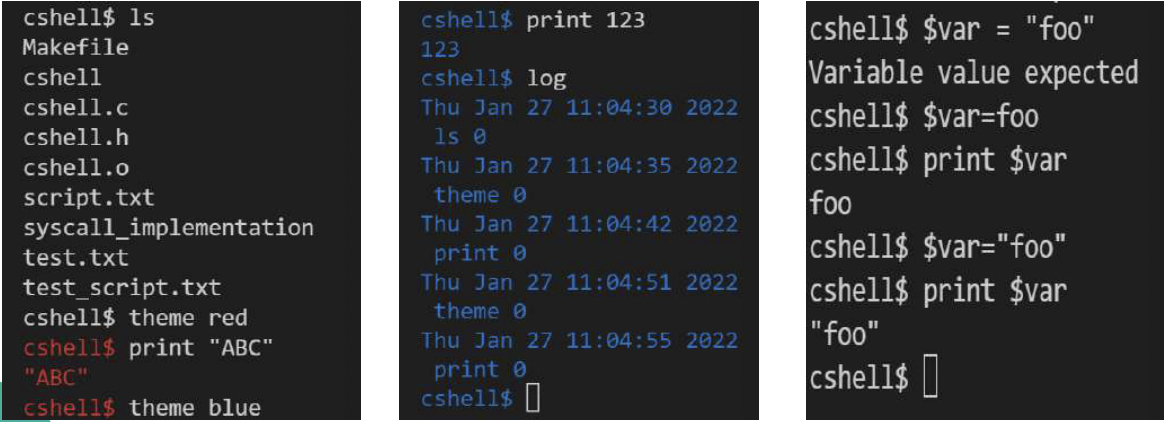 cshell$ ls
Makefile
cshell
cshell.c
cshell.h
cshell.o
script.txt
syscall_implementation
test.txt
test_script.txt
cshell$ theme red
cshell$ print "ABC"
"ABC"
cshell$ theme blue
cshell$ print 123
123
cshell$ log
Thu Jan 27 11:04:30 2022
ls 0
Thu Jan 27 11:04:35 2022
theme 0
Thu Jan 27 11:04:42 2022
print 0
Thu Jan 27 11:04:51 2022
theme 0
Thu Jan 27 11:04:55 2022
print 0
cshell$
cshell$ $var = "foo"
Variable value expected
cshell$ $var=foo
cshell$ print $var
foo
cshell$ $var="foo"
cshell$ print $var
"foo"
cshell$